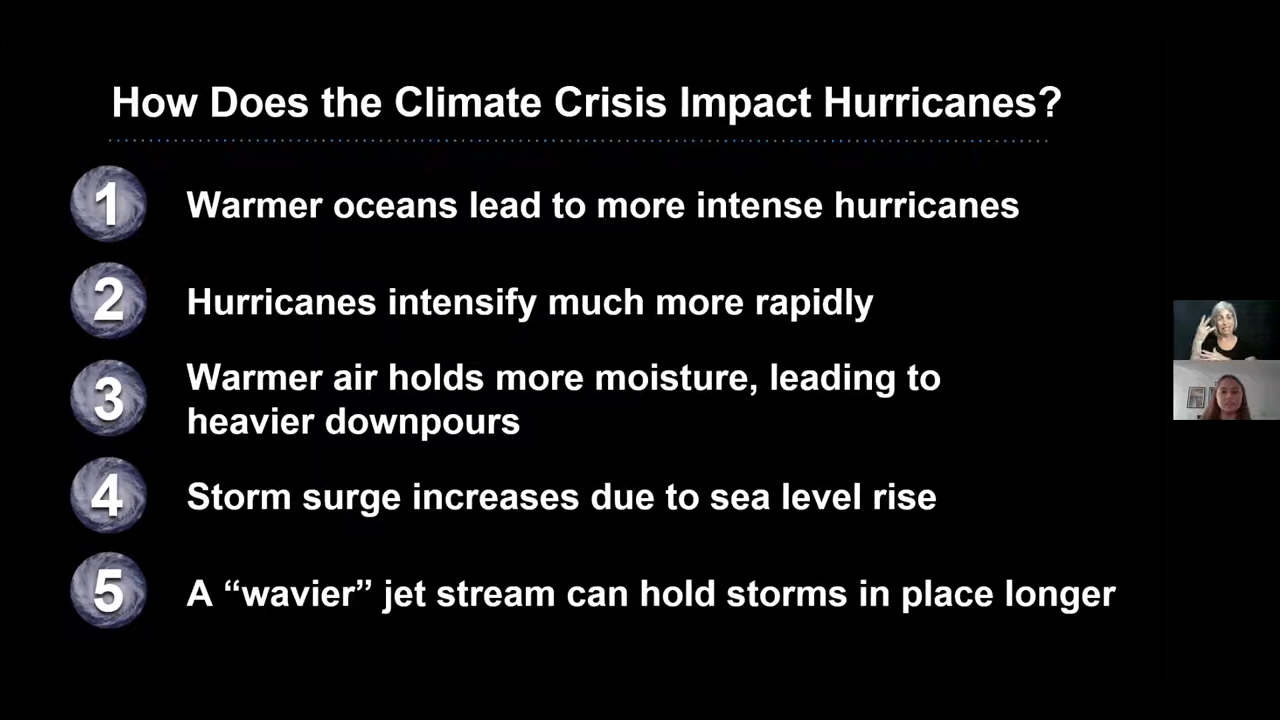 How Does the Climate Crisis Impact Hurricanes?
1 Warmer oceans lead to more intense hurricanes
2 Hurricanes intensify much more rapidly
3 Warmer air holds more moisture, leading to
heavier downpours
4 Storm surge increases due to sea level rise
5 A “wavier” jet stream can hold storms in place longer